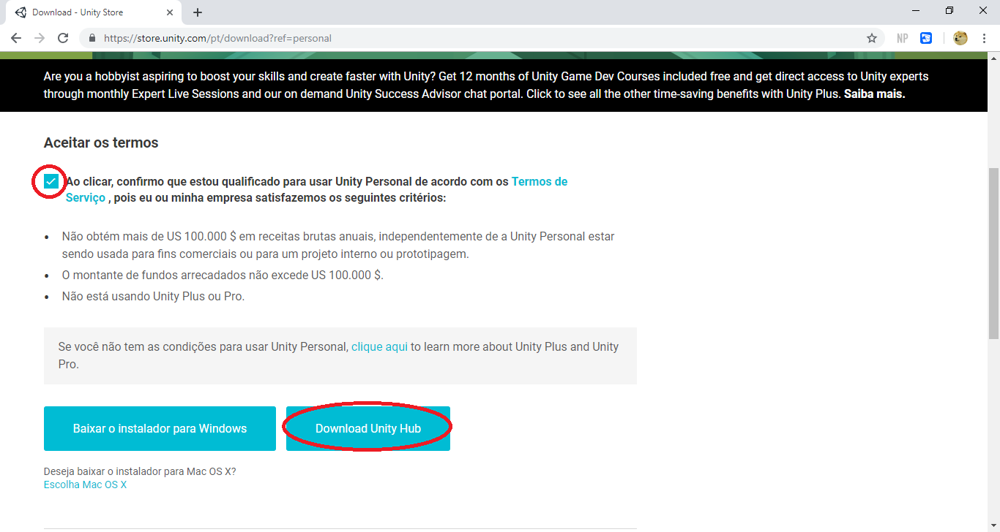 Download - Unity Store
https://store.unity.com/pt/download?ref=personal
NP
Are you a hobbyist aspiring to boost your skills and create faster with Unity? Get 12 months of Unity Game Dev Courses included free and get direct access to Unity experts
through monthly Expert Live Sessions and our on demand Unity Success Advisor chat portal. Click to see all the other time-saving benefits with Unity Plus. Saiba mais.
Aceitar os termos
Ao clicar, confirmo que estou qualificado para usar Unity Personal de acordo com os Termos de
Serviço , pois eu ou minha empresa satisfazemos os seguintes critérios:
• Não obtém mais de US 100.000 $ em receitas brutas anuais, independentemente de a Unity Personal estar
sendo usada para fins comerciais ou para um projeto interno ou prototipagem.
• O montante de fundos arrecadados não excede US 100.000 $.
• Não está usando Unity Plus ou Pro.
Se você não tem as condições para usar Unity Personal, clique aqui to learn more about Unity Plus and Unity
Pro.
Baixar o instalador para Windows
Download Unity Hub
Deseja baixar o instalador para Mac OS X?
Escolha Mac OS X